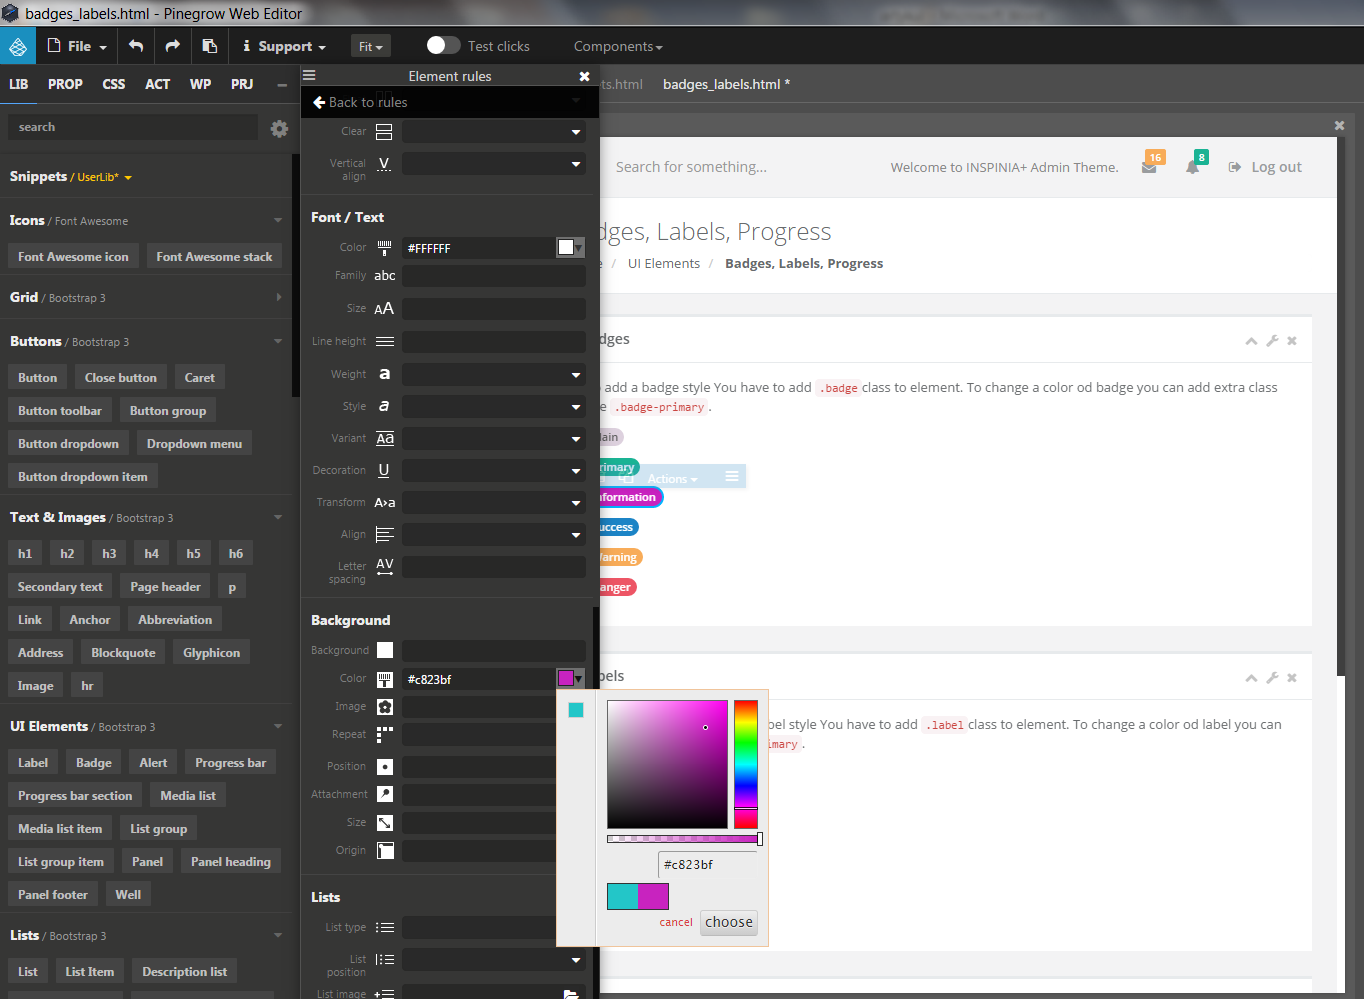 badges_labels.html - Pinegrow Web Editor
File
Support
Fit
Test clicks
Components
LIB PROP CSS ACT WP PRJ
Element rules
ts.html
badges_labels.html *
search
Snippets / UserLib*
Icons / Font Awesome
Font Awesome icon
Font Awesome stack
Grid / Bootstrap 3
Buttons / Bootstrap 3
Button
Close button
Caret
Button toolbar
Button group
Button dropdown
Dropdown menu
Button dropdown item
Text & Images / Bootstrap 3
h1 h2 h3 h4 h5 h6
Secondary text
Page header
p
Link
Anchor
Abbreviation
Address
Blockquote
Glyphicon
Image
hr
UI Elements / Bootstrap 3
Label
Badge
Alert
Progress bar
Progress bar section
Media list
Media list item
List group
List group item
Panel
Panel heading
Panel footer
Well
Lists / Bootstrap 3
List
List Item
Description list
Back to rules
Clear
Vertical
align
Font / Text
Color
#FFFFFF
Family abc
Size AA
Line height
Weight a
Style a
Variant Aa
Decoration U
Transform A›a
Align
Letter
spacing
AV
Background
Background
Color
#c823bf
Image
Repeat
Position
Attachment
Size
Origin
Lists
List type
List
position
List image
#c823bf
cancel
choose
Search for something...
Welcome to INSPINIA+ Admin Theme.
16
8
Log out
dges, Labels, Progress
e / UI Elements / Badges, Labels, Progress
dges
o add a badge style You have to add .badge class to element. To change a color od badge you can add extra class
e .badge-primary .
lain
rimary
Actions
nformation
uccess
arning
anger
bels
bel style You have to add .label class to element. To change a color od label you can
mary .